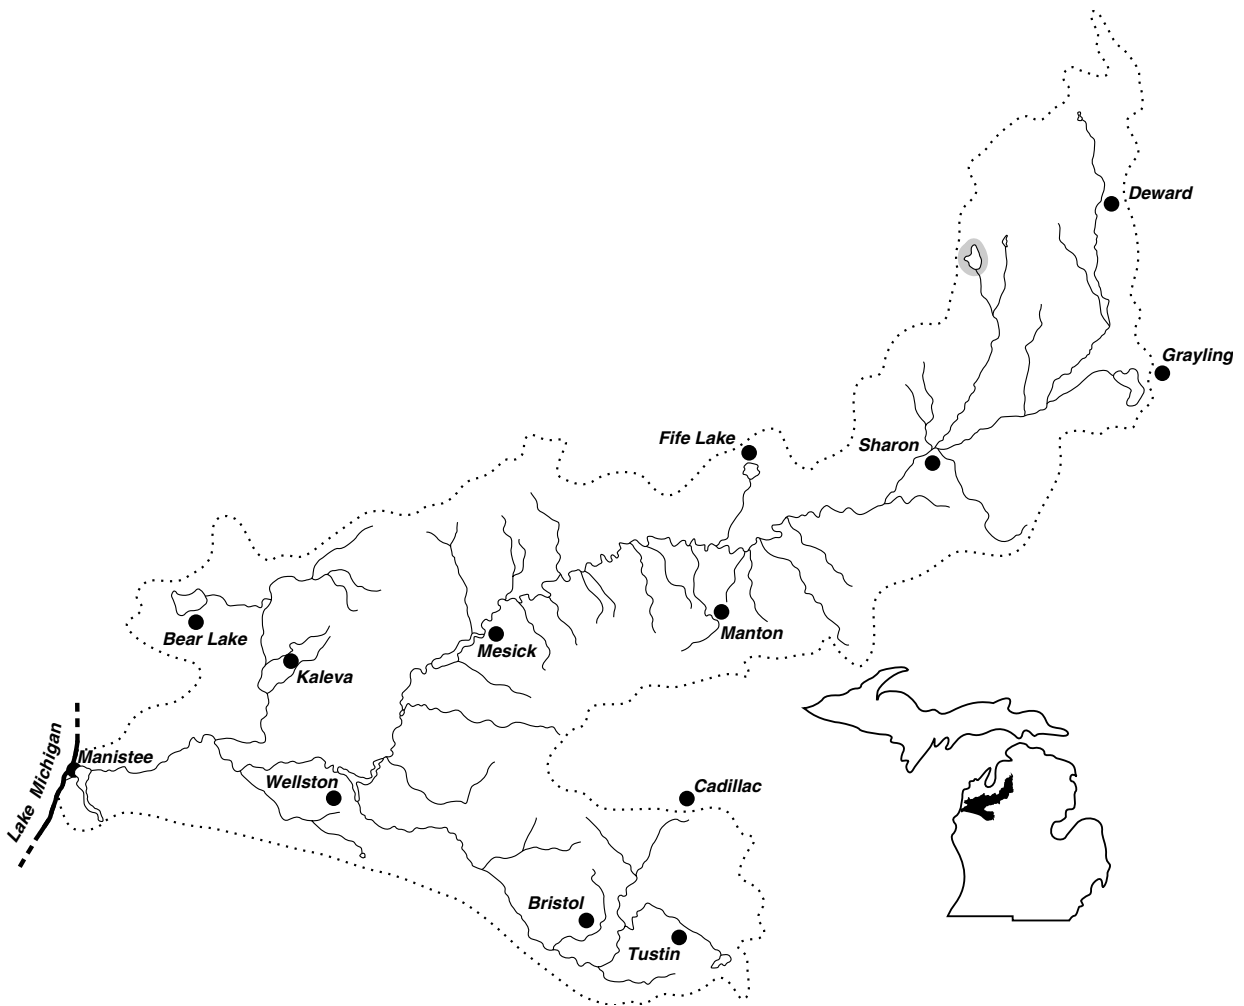 Deward
Grayling
Fife Lake
Sharon
Bear Lake
Kaleva
Mesick
Manton
Lake Michigan
Manistee
Wellston
Cadillac
Bristol
Tustin